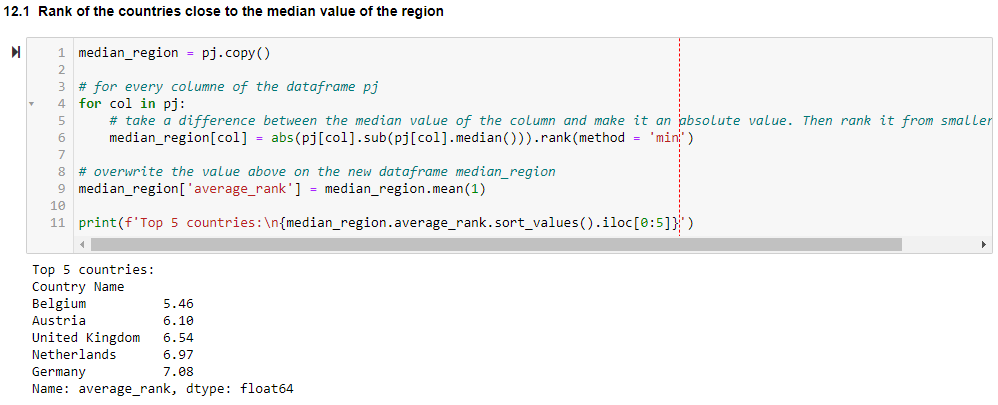 12.1 Rank of the countries close to the median value of the region
1 median_region = pj.copy()
2
3 # for every columne of the dataframe pj
4 for col in pj:
5 # take a difference between the median value of the column and make it an absolute value. Then rank it from smaller
6 median_region[col] = abs(pj[col].sub(pj[col].median())).rank(method = 'min')
7
8 # overwrite the value above on the new dataframe median_region
9 median_region['average_rank'] = median_region.mean(1)
10
11 print(f'Top 5 countries:\n{median_region.average_rank.sort_values().iloc[0:5]}')
Top 5 countries:
Country Name
Belgium 5.46
Austria 6.10
United Kingdom 6.54
Netherlands 6.97
Germany 7.08
Name: average_rank, dtype: float64